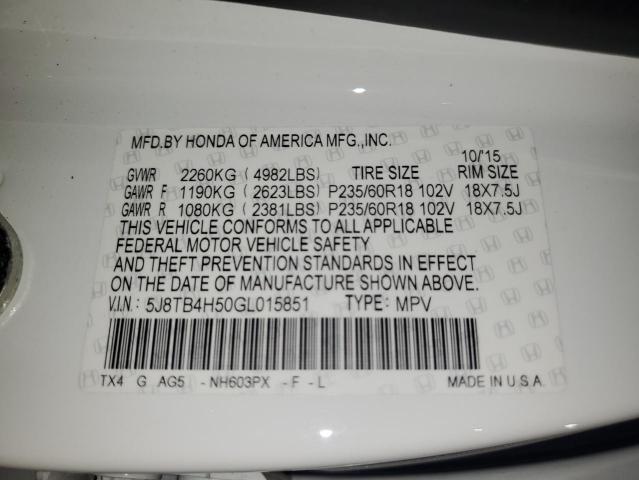 MFD.BY HONDA OF AMERICA MFG.,INC.
10/'15
GVWR 2260KG (4982LBS) TIRE SIZE RIM SIZE
GAWR F 1190KG (2623LBS) P235/60R18 102V 18X7.5J
GAWR R 1080KG (2381LBS) P235/60R18 102V 18X7.5J
THIS VEHICLE CONFORMS TO ALL APPLICABLE
FEDERAL MOTOR VEHICLE SAFETY
AND THEFT PREVENTION STANDARDS IN EFFECT
ON THE DATE OF MANUFACTURE SHOWN ABOVE.
V.I.N: 5J8TB4H50GL015851 TYPE: MPV
TX4 G AG5 -NH603PX -F -L MADE IN U.S.A.